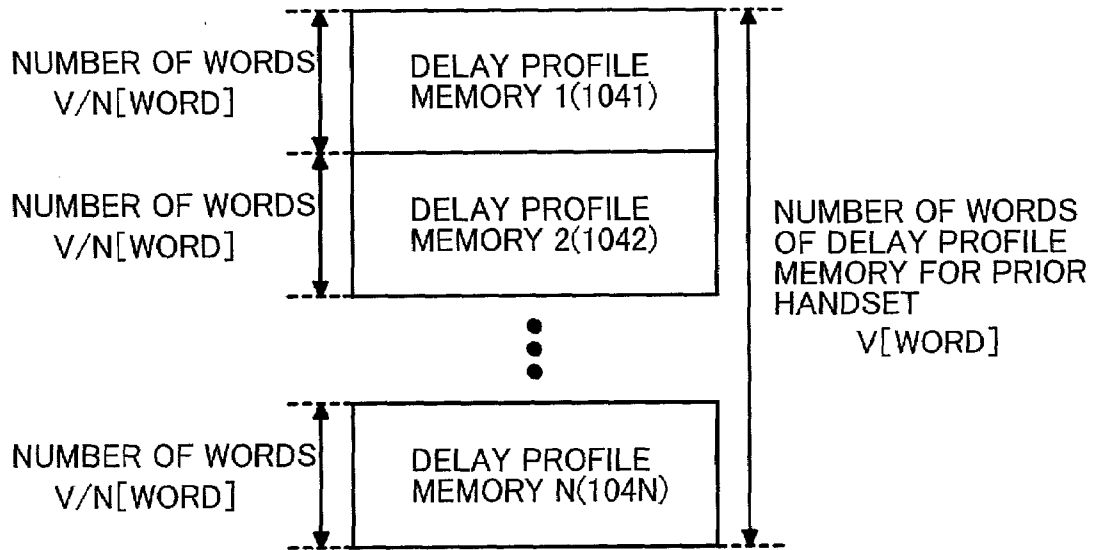 NUMBER OF WORDS
V/N[WORD]
DELAY PROFILE
MEMORY 1(1041)
NUMBER OF WORDS
V/N[WORD]
DELAY PROFILE
MEMORY 2(1042)
NUMBER OF WORDS
OF DELAY PROFILE
MEMORY FOR PRIOR
HANDSET
V[WORD]
NUMBER OF WORDS
V/N[WORD]
DELAY PROFILE
MEMORY N(104N)